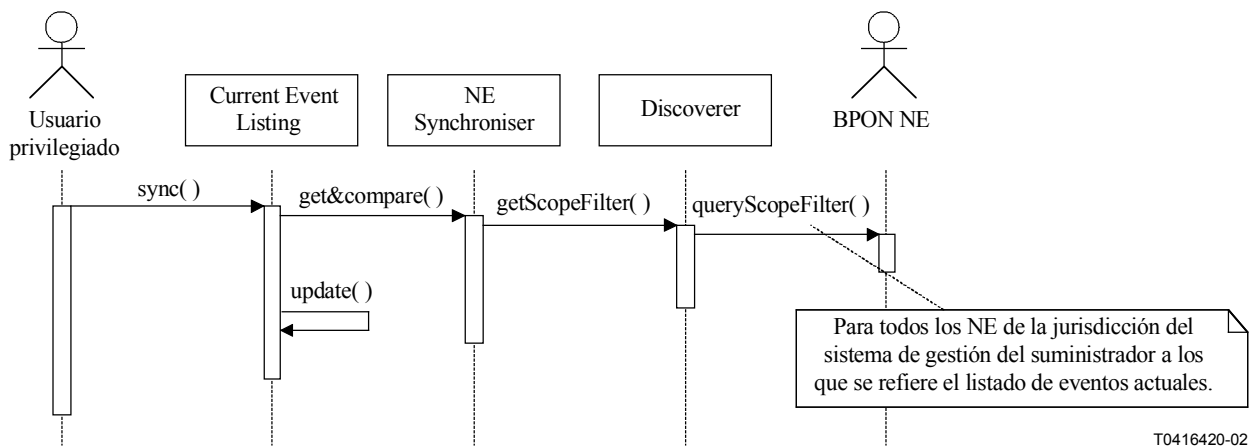 Usuario
privilegiado
Current Event
Listing
NE
Synchroniser
Discoverer
BPON NE
sync( )
get&compare( )
getScopeFilter( )
queryScopeFilter( )
update( )
Para todos los NE de la jurisdicción del
sistema de gestión del suministrador a los
que se refiere el listado de eventos actuales.
T0416420-02